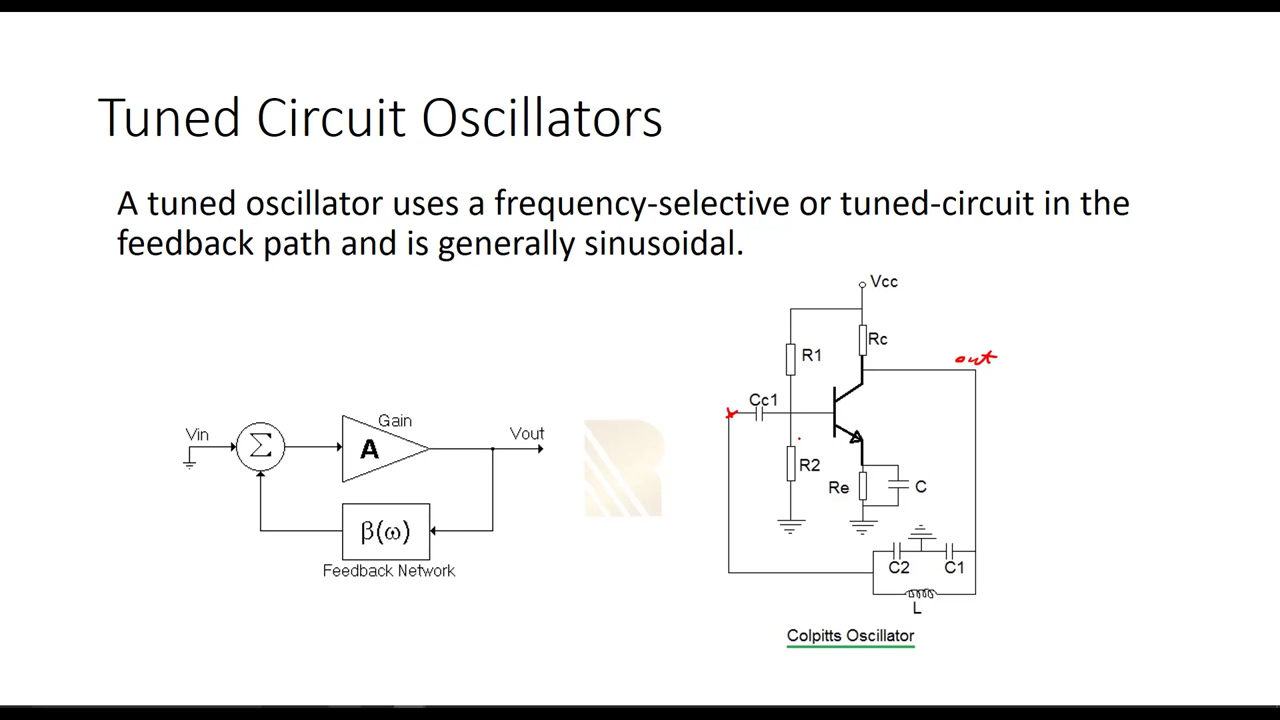 Tuned Circuit Oscillators
A tuned oscillator uses a frequency-selective or tuned-circuit in the
feedback path and is generally sinusoidal.
Vin
Σ
Gain
A
Vout
β(ω)
Feedback Network
Vcc
Rc
R1
out
Cc1
R2
Re
C
C2
C1
L
Colpitts Oscillator